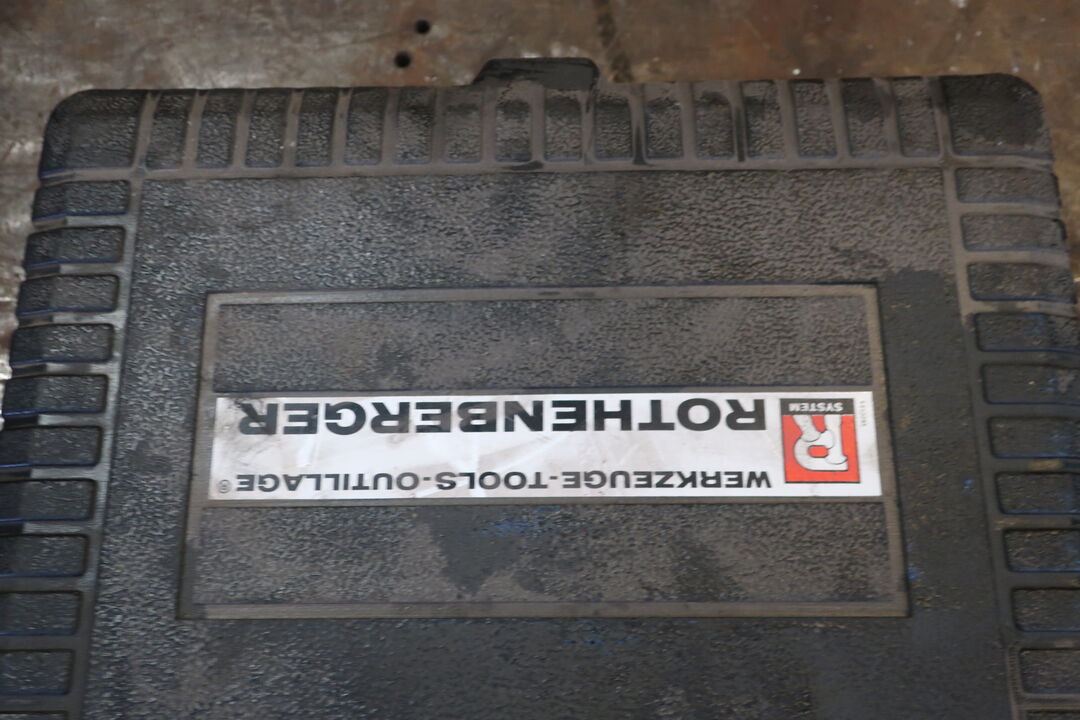 WERKZEUGE-TOOLS-OUTILLAGE®
ROTHENBERGER
R
SYSTEM